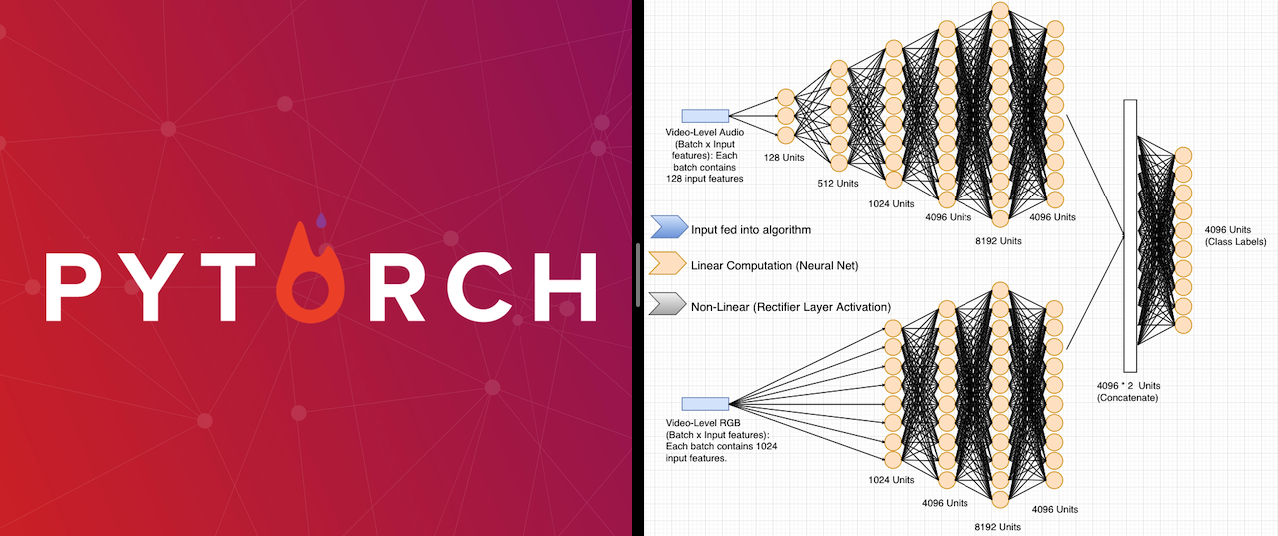 PYTORCH
Video-Level Audio
(Batch x Input
features): Each
batch contains
128 input features
128 Units
512 Units
1024 Units
4096 Units
8192 Units
4096 Units
Input fed into algorithm
Linear Computation (Neural Net)
Non-Linear (Rectifier Layer Activation)
Video-Level RGB
(Batch x Input features):
Each batch contains 1024
input features.
1024 Units
4096 Units
8192 Units
4096 Units
4096 * 2 Units
(Concatenate)
4096 Units
(Class Labels)